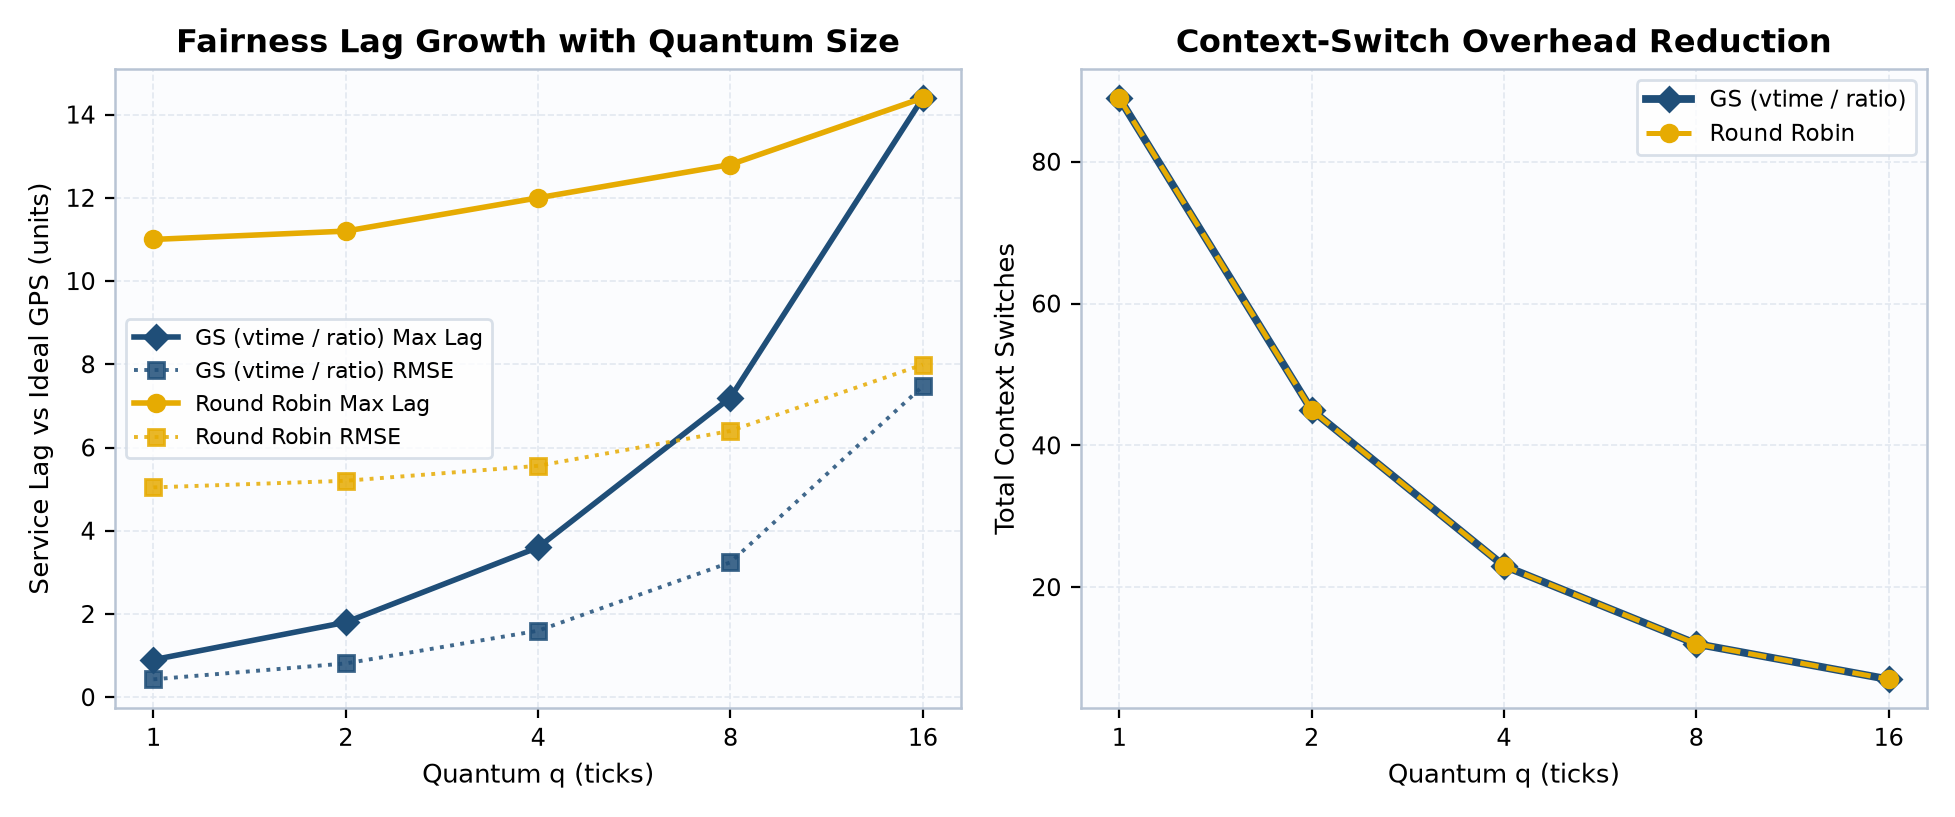 Fairness Lag Growth with Quantum Size
Service Lag vs Ideal GPS (units)
14
12
10
8
6
4
2
0
GS (vtime / ratio) Max Lag
GS (vtime / ratio) RMSE
Round Robin Max Lag
Round Robin RMSE
1 2 4 8 16
Quantum q (ticks)
Context-Switch Overhead Reduction
Total Context Switches
80
60
40
20
GS (vtime / ratio)
Round Robin
1 2 4 8 16
Quantum q (ticks)